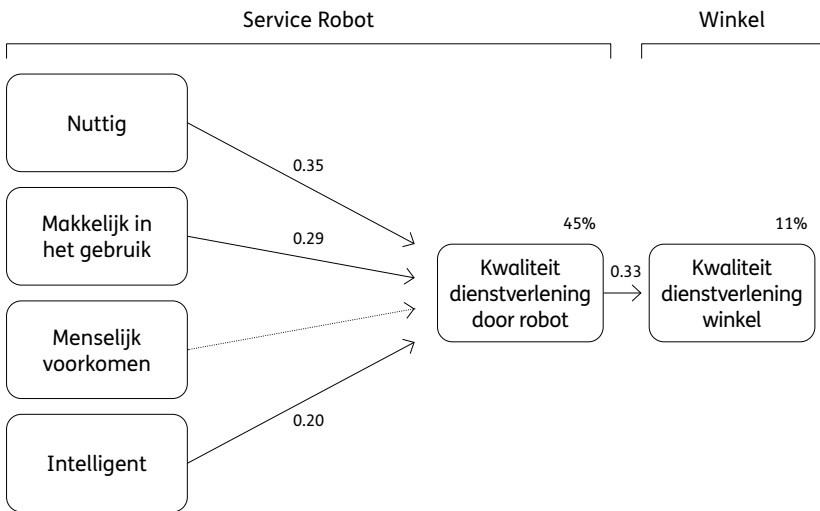 Service Robot
Winkel
Nuttig
0.35
Makkelijk in
het gebruik
0.29
Menselijk
voorkomen
Intelligent
0.20
45%
Kwaliteit
dienstverlening
door robot
0.33
11%
Kwaliteit
dienstverlening
winkel